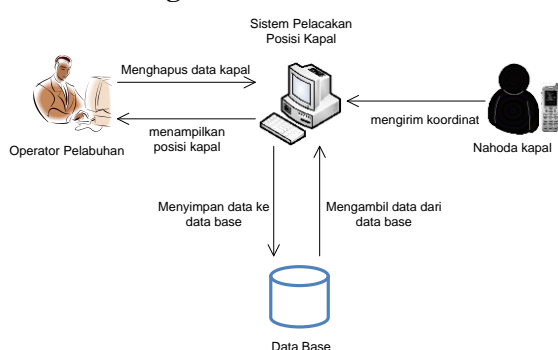 Sistem Pelacakan
Posisi Kapal
Menghapus data kapal
menampilkan
posisi kapal
mengirim koordinat
Operator Pelabuhan
Nahoda kapal
Menyimpan data ke
data base
Mengambil data dari
data base
Data Base